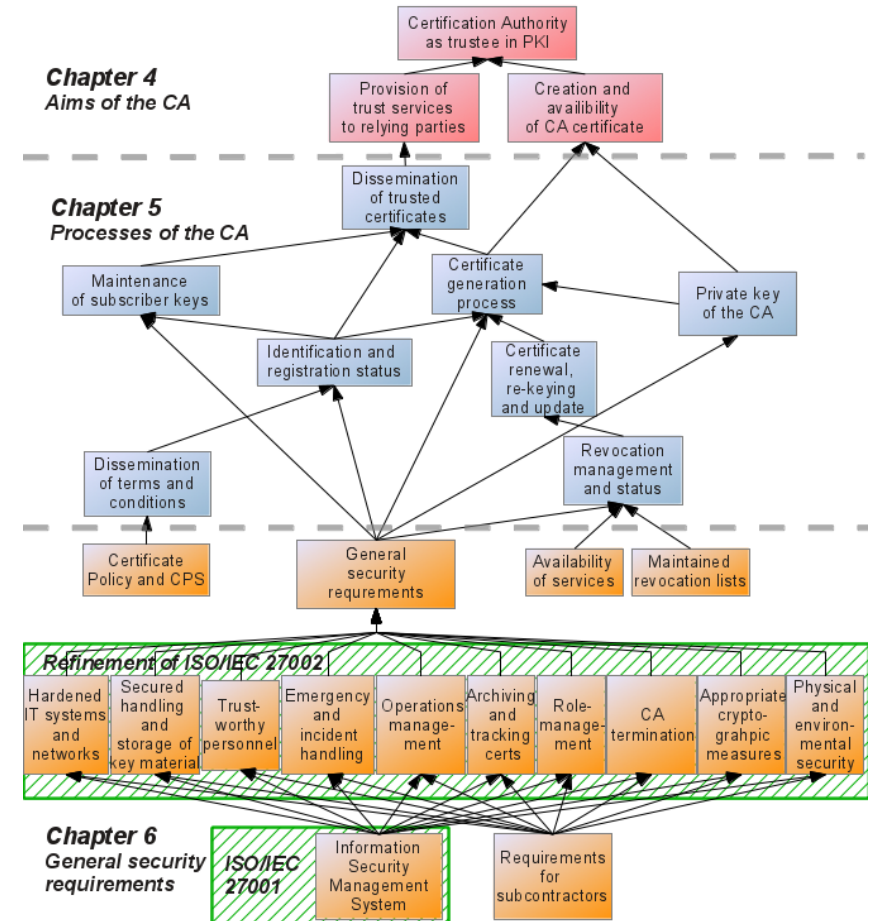 Certification Authority
as trustee in PKI
Chapter 4
Aims of the CA
Provision of
trust services
to relying parties
Creation and
availibility
of CA certificate
Dissemination
of trusted
certificates
Chapter 5
Processes of the CA
Maintenance
of subscriber keys
Certificate
generation
process
Private key
of the CA
Identification and
registration status
Certificate
renewal,
re-keying
and update
Dissemination
of terms and
conditions
Revocation
management
and status
Certificate
Policy and CPS
General
security
requrements
Availability
of services
Maintained
revocation lists
Refinement of ISO/IEC 27002
Hardened
IT systems
and
networks
Secured
handling
and
storage of
key material
Trust-
worthy
personnel
Emergency
and
incident
handling
Operations
manage-
ment
Archiving
and
tracking
certs
Role-
manage-
ment
CA
termination
Appropriate
crypto-
grahpic
measures
Physical
and
environ-
mental
security
Chapter 6
General security
requirements
ISO/IEC
27001
Information
Security
Management
System
Requirements
for
subcontractors